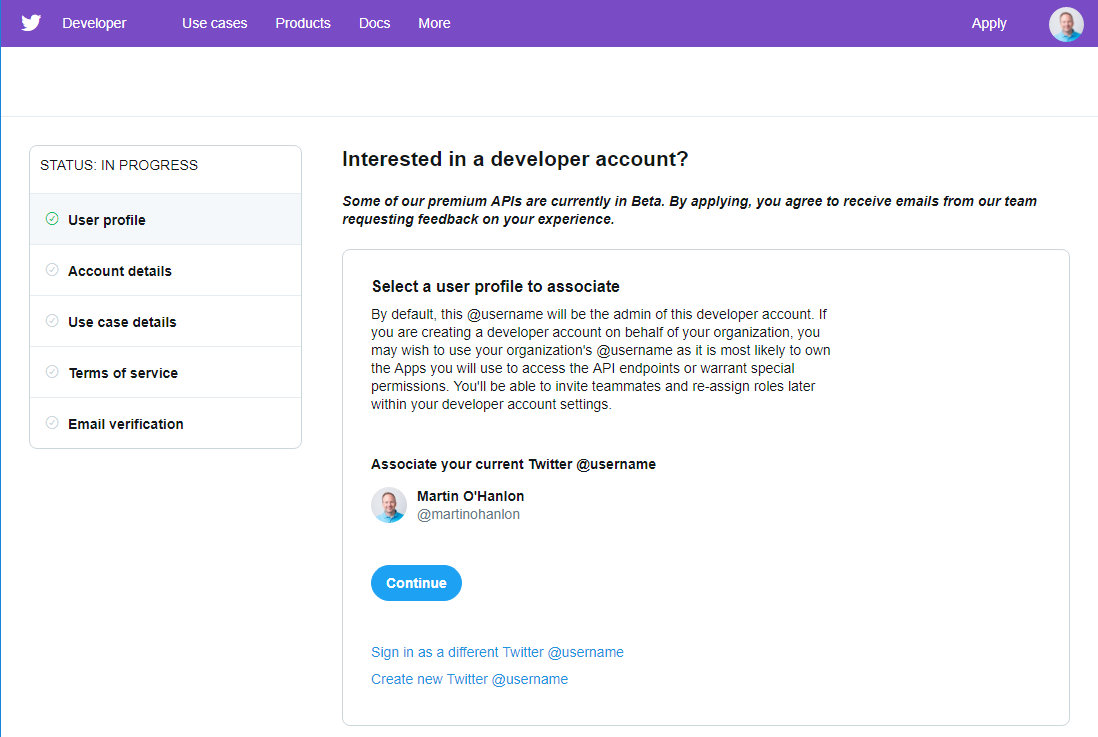 Developer
Use cases
Products
Docs
More
Apply
STATUS: IN PROGRESS
User profile
Account details
Use case details
Terms of service
Email verification
Interested in a developer account?
Some of our premium APIs are currently in Beta. By applying, you agree to receive emails from our team
requesting feedback on your experience.
Select a user profile to associate
By default, this @username will be the admin of this developer account. If
you are creating a developer account on behalf of your organization, you
may wish to use your organization's @username as it is most likely to own
the Apps you will use to access the API endpoints or warrant special
permissions. You'll be able to invite teammates and re-assign roles later
within your developer account settings.
Associate your current Twitter @username
Martin O'Hanlon
@martinohanlon
Continue
Sign in as a different Twitter @username
Create new Twitter @username